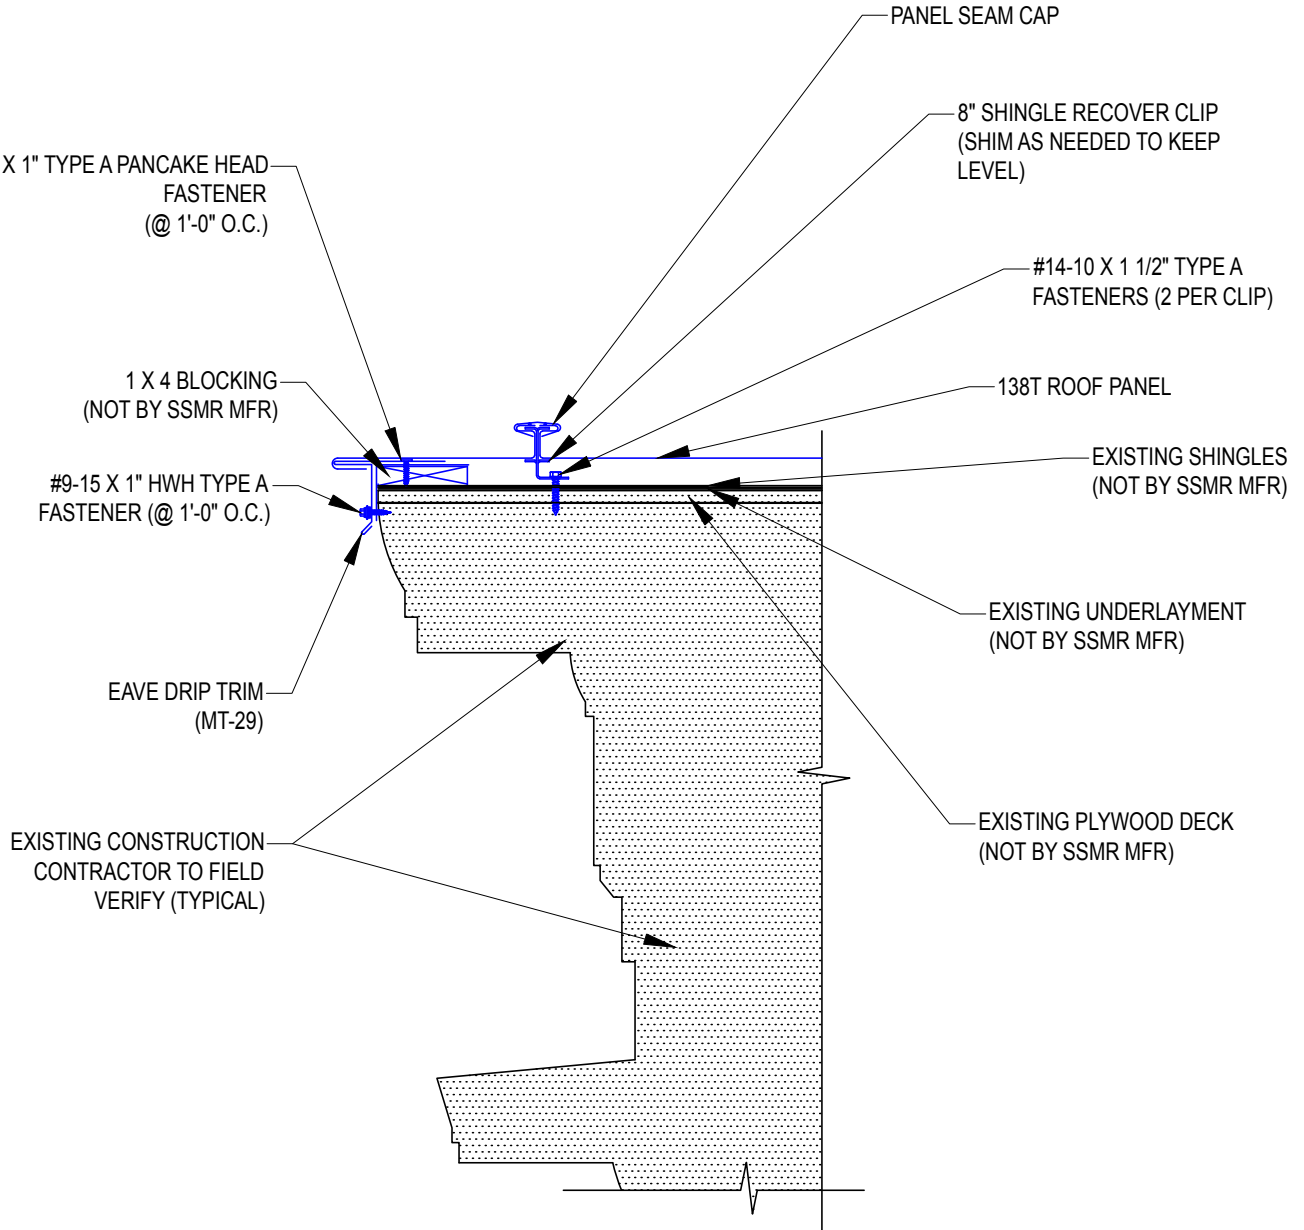 PANEL SEAM CAP
8" SHINGLE RECOVER CLIP
(SHIM AS NEEDED TO KEEP
LEVEL)
X 1" TYPE A PANCAKE HEAD
FASTENER
(@ 1'-0" O.C.)
#14-10 X 1 1/2" TYPE A
FASTENERS (2 PER CLIP)
1 X 4 BLOCKING
(NOT BY SSMR MFR)
138T ROOF PANEL
#9-15 X 1" HWH TYPE A
FASTENER (@ 1'-0" O.C.)
EXISTING SHINGLES
(NOT BY SSMR MFR)
EXISTING UNDERLAYMENT
(NOT BY SSMR MFR)
EAVE DRIP TRIM
(MT-29)
EXISTING PLYWOOD DECK
(NOT BY SSMR MFR)
EXISTING CONSTRUCTION
CONTRACTOR TO FIELD
VERIFY (TYPICAL)